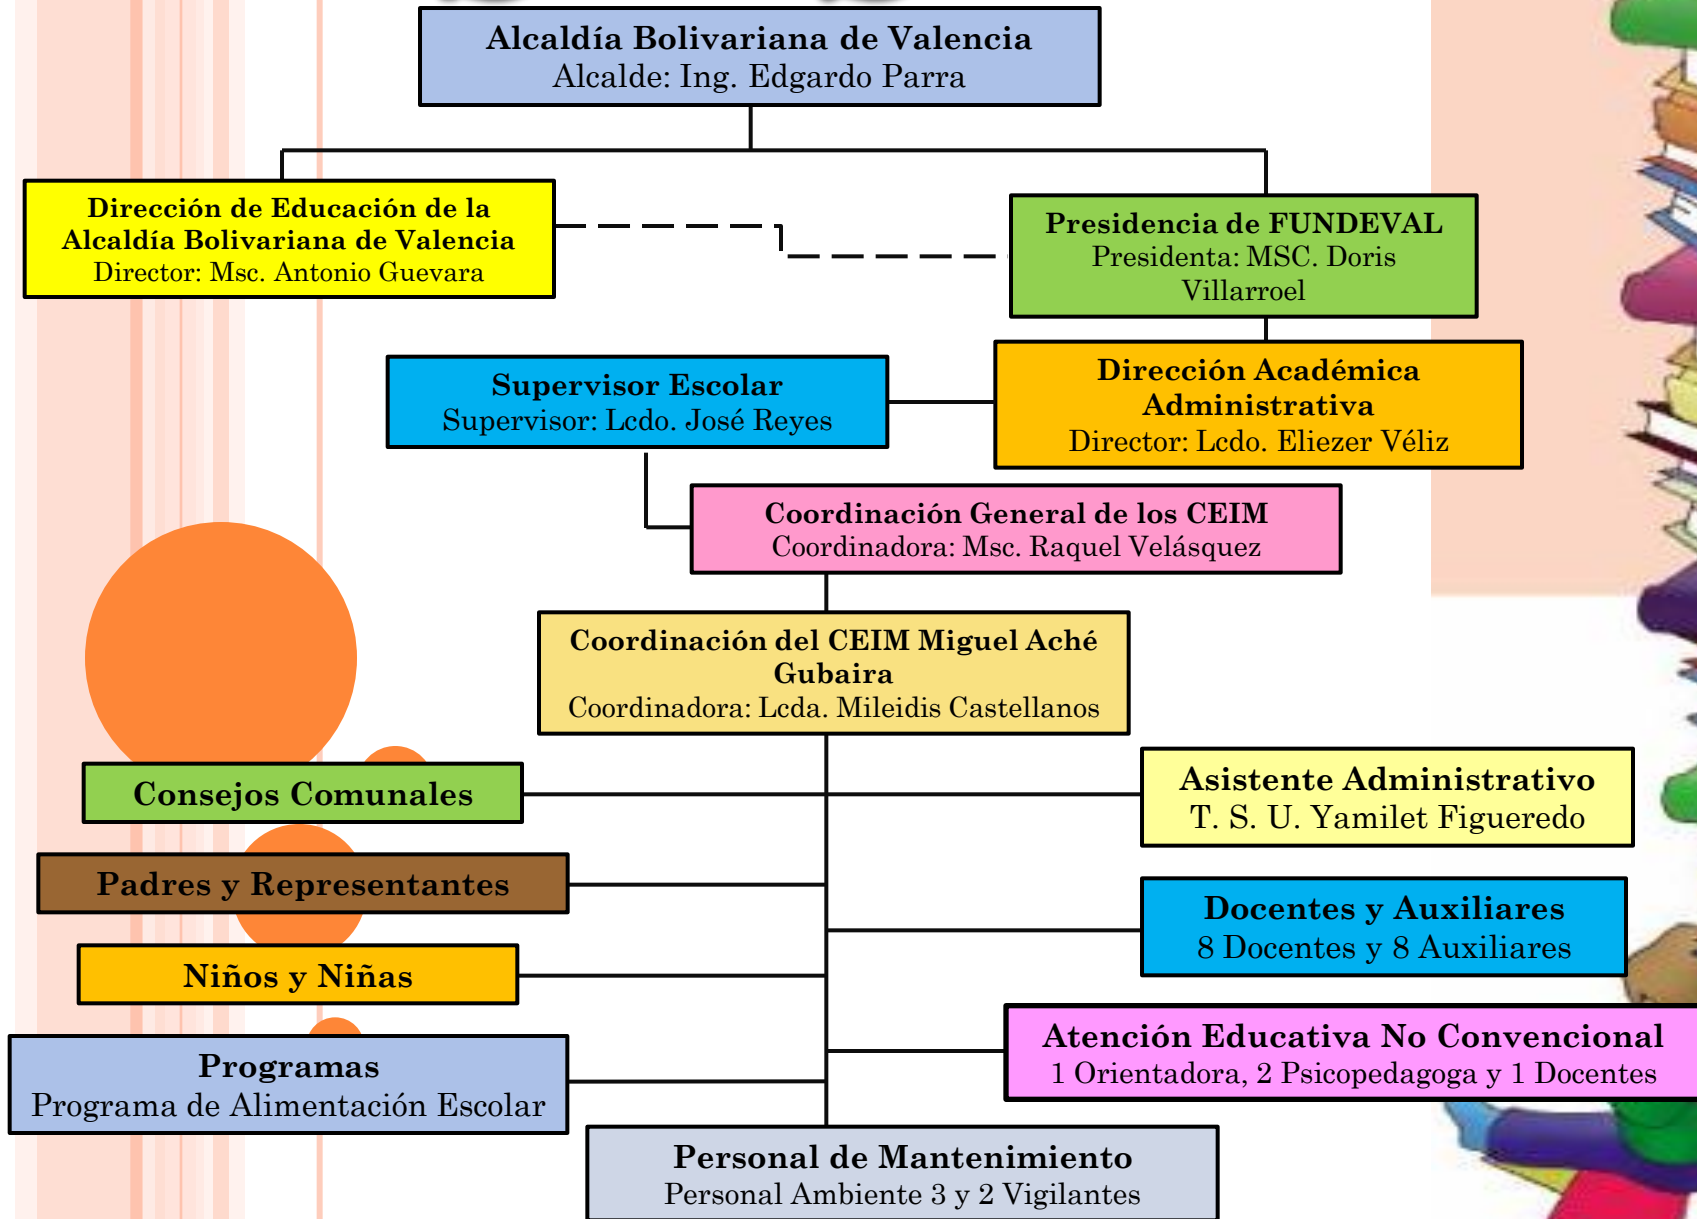 Alcaldía Bolivariana de Valencia
Alcalde: Ing. Edgardo Parra
Dirección de Educación de la
Alcaldía Bolivariana de Valencia
Director: Msc. Antonio Guevara
Presidencia de FUNDEVAL
Presidenta: MSC. Doris
Villarroel
Supervisor Escolar
Supervisor: Lcdo. José Reyes
Dirección Académica
Administrativa
Director: Lcdo. Eliezer Véliz
Coordinación General de los CEIM
Coordinadora: Msc. Raquel Velásquez
Coordinación del CEIM Miguel Aché
Gubaira
Coordinadora: Lcda. Mileidis Castellanos
Consejos Comunales
Asistente Administrativo
T. S. U. Yamilet Figueredo
Padres y Representantes
Docentes y Auxiliares
8 Docentes y 8 Auxiliares
Niños y Niñas
Atención Educativa No Convencional
1 Orientadora, 2 Psicopedagoga y 1 Docentes
Programas
Programa de Alimentación Escolar
Personal de Mantenimiento
Personal Ambiente 3 y 2 Vigilantes